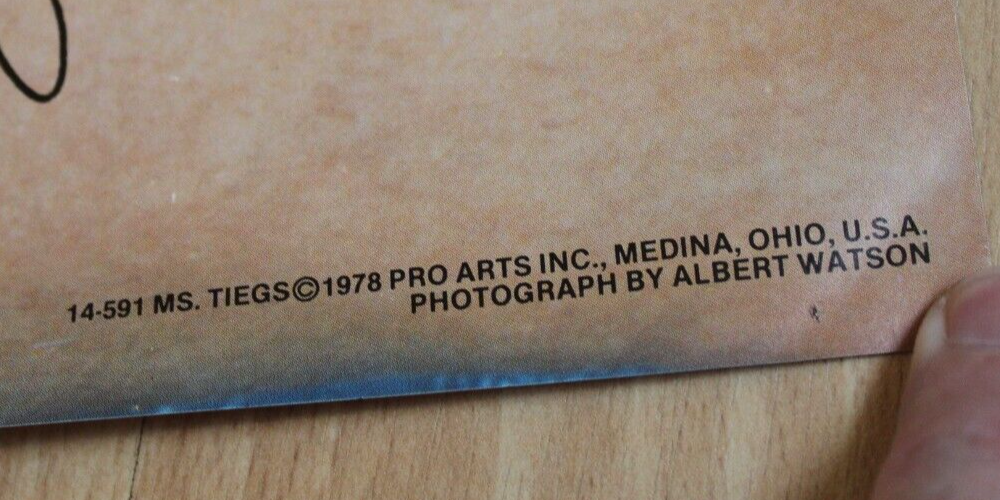 14-591 MS. TIEGS©1978 PRO ARTS INC., MEDINA, OHIO, U.S.A.
PHOTOGRAPH BY ALBERT WATSON